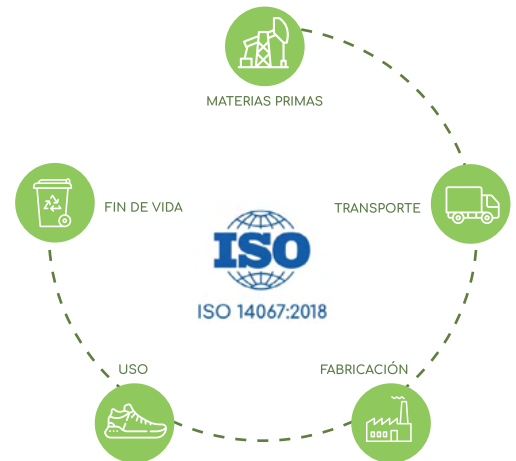 MATERIAS PRIMAS
FIN DE VIDA
TRANSPORTE
ISO
ISO 14067:2018
USO
FABRICACIÓN